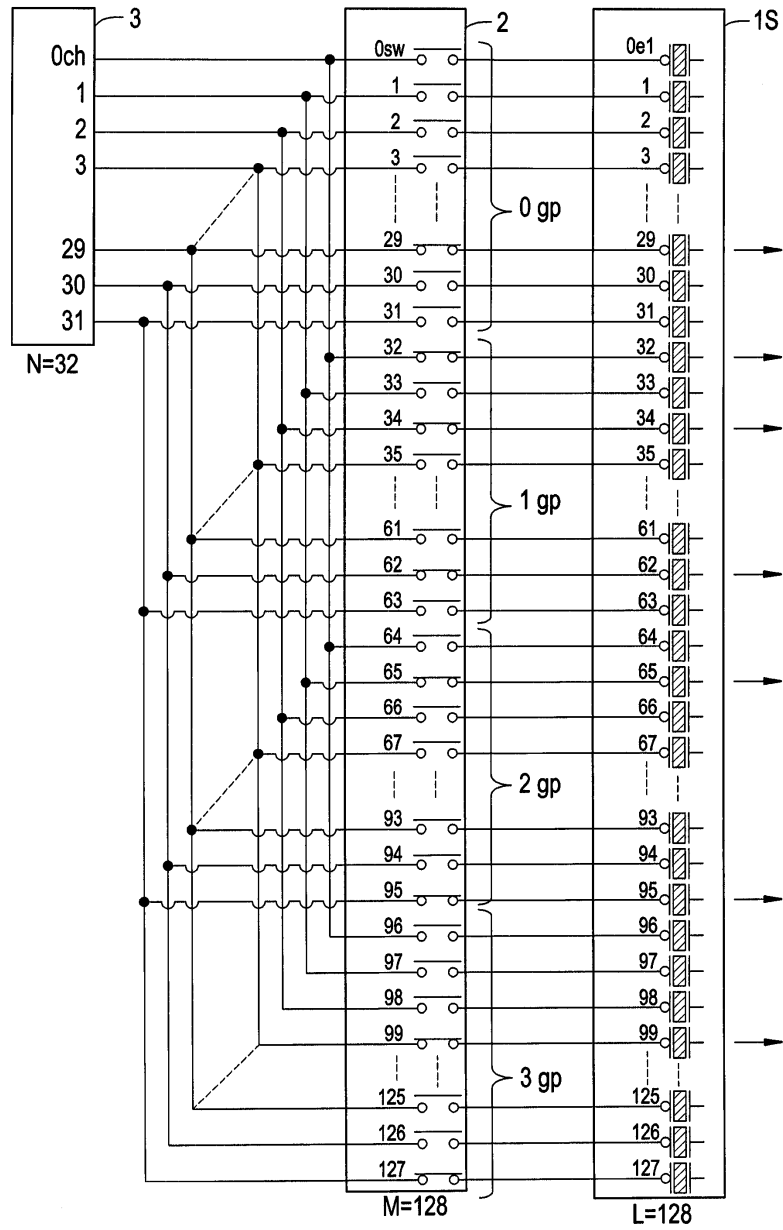 3 2 1S
0ch 0sw 0e1
1 1 1
2 2 2
3 3 3
0 gp
29 29 29
30 30 30
31 31 31
N=32
32 32
33 33
34 34
35 35
1 gp
61 61
62 62
63 63
64 64
65 65
66 66
67 67
2 gp
93 93
94 94
95 95
96 96
97 97
98 98
99 99
3 gp
125 125
126 126
127 127
M=128 L=128